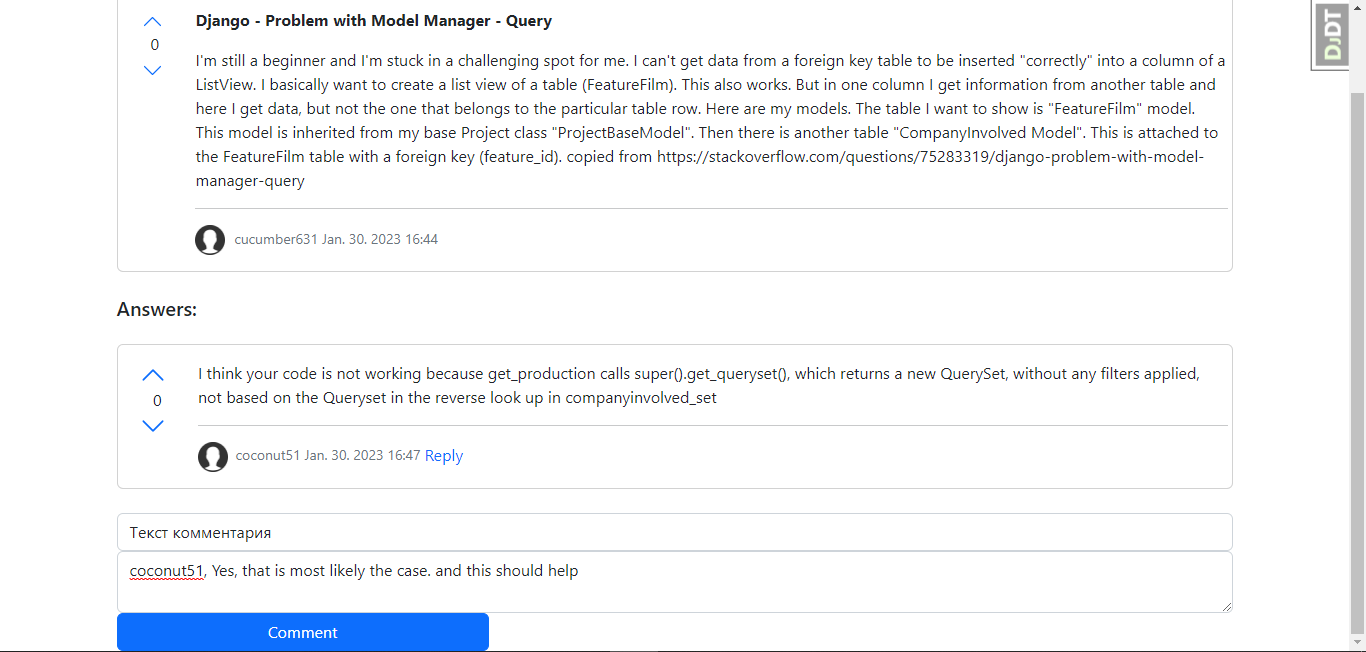 Django - Problem with Model Manager - Query
0
I'm still a beginner and I'm stuck in a challenging spot for me. I can't get data from a foreign key table to be inserted "correctly" into a column of a
ListView. I basically want to create a list view of a table (FeatureFilm). This also works. But in one column I get information from another table and
here I get data, but not the one that belongs to the particular table row. Here are my models. The table I want to show is "FeatureFilm" model.
This model is inherited from my base Project class "ProjectBaseModel". Then there is another table "CompanyInvolved Model". This is attached to
the FeatureFilm table with a foreign key (feature_id). copied from https://stackoverflow.com/questions/75283319/django-problem-with-model-
manager-query
cucumber631 Jan. 30. 2023 16:44
DJDT
Answers:
I think your code is not working because get_production calls super().get_queryset(), which returns a new QuerySet, without any filters applied,
0
not based on the Queryset in the reverse look up in companyinvolved_set
coconut51 Jan. 30. 2023 16:47 Reply
Текст комментария
coconut51, Yes, that is most likely the case. and this should help
Comment